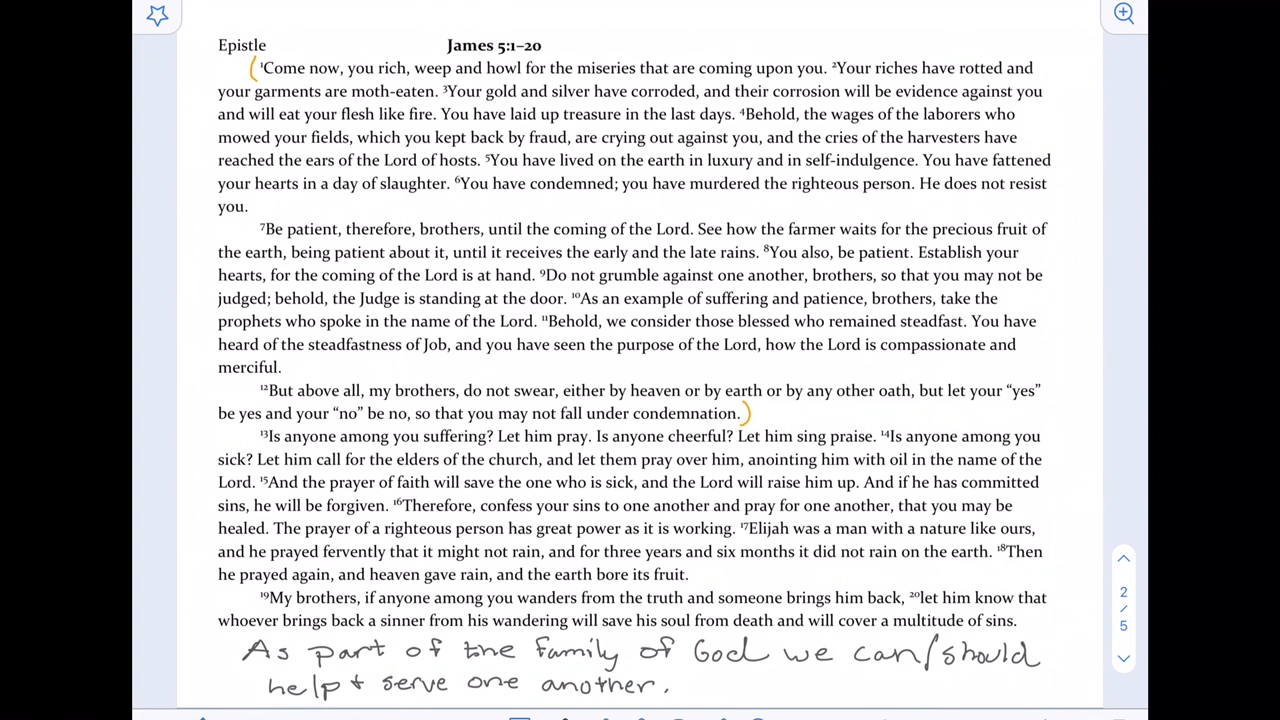 Epistle James 5:1–20
(¹Come now, you rich, weep and howl for the miseries that are coming upon you. ²Your riches have rotted and
your garments are moth-eaten. ³Your gold and silver have corroded, and their corrosion will be evidence against you
and will eat your flesh like fire. You have laid up treasure in the last days. ⁴Behold, the wages of the laborers who
mowed your fields, which you kept back by fraud, are crying out against you, and the cries of the harvesters have
reached the ears of the Lord of hosts. ⁵You have lived on the earth in luxury and in self-indulgence. You have fattened
your hearts in a day of slaughter. ⁶You have condemned; you have murdered the righteous person. He does not resist
you.
⁷Be patient, therefore, brothers, until the coming of the Lord. See how the farmer waits for the precious fruit of
the earth, being patient about it, until it receives the early and the late rains. ⁸You also, be patient. Establish your
hearts, for the coming of the Lord is at hand. ⁹Do not grumble against one another, brothers, so that you may not be
judged; behold, the Judge is standing at the door. ¹⁰As an example of suffering and patience, brothers, take the
prophets who spoke in the name of the Lord. ¹¹Behold, we consider those blessed who remained steadfast. You have
heard of the steadfastness of Job, and you have seen the purpose of the Lord, how the Lord is compassionate and
merciful.
¹²But above all, my brothers, do not swear, either by heaven or by earth or by any other oath, but let your “yes”
be yes and your “no” be no, so that you may not fall under condemnation.)
¹³Is anyone among you suffering? Let him pray. Is anyone cheerful? Let him sing praise. ¹⁴Is anyone among you
sick? Let him call for the elders of the church, and let them pray over him, anointing him with oil in the name of the
Lord. ¹⁵And the prayer of faith will save the one who is sick, and the Lord will raise him up. And if he has committed
sins, he will be forgiven. ¹⁶Therefore, confess your sins to one another and pray for one another, that you may be
healed. The prayer of a righteous person has great power as it is working. ¹⁷Elijah was a man with a nature like ours,
and he prayed fervently that it might not rain, and for three years and six months it did not rain on the earth. ¹⁸Then
he prayed again, and heaven gave rain, and the earth bore its fruit.
¹⁹My brothers, if anyone among you wanders from the truth and someone brings him back, ²⁰let him know that
whoever brings back a sinner from his wandering will save his soul from death and will cover a multitude of sins.
As part of the family of God we can/should
help + serve one another.
2
/
5